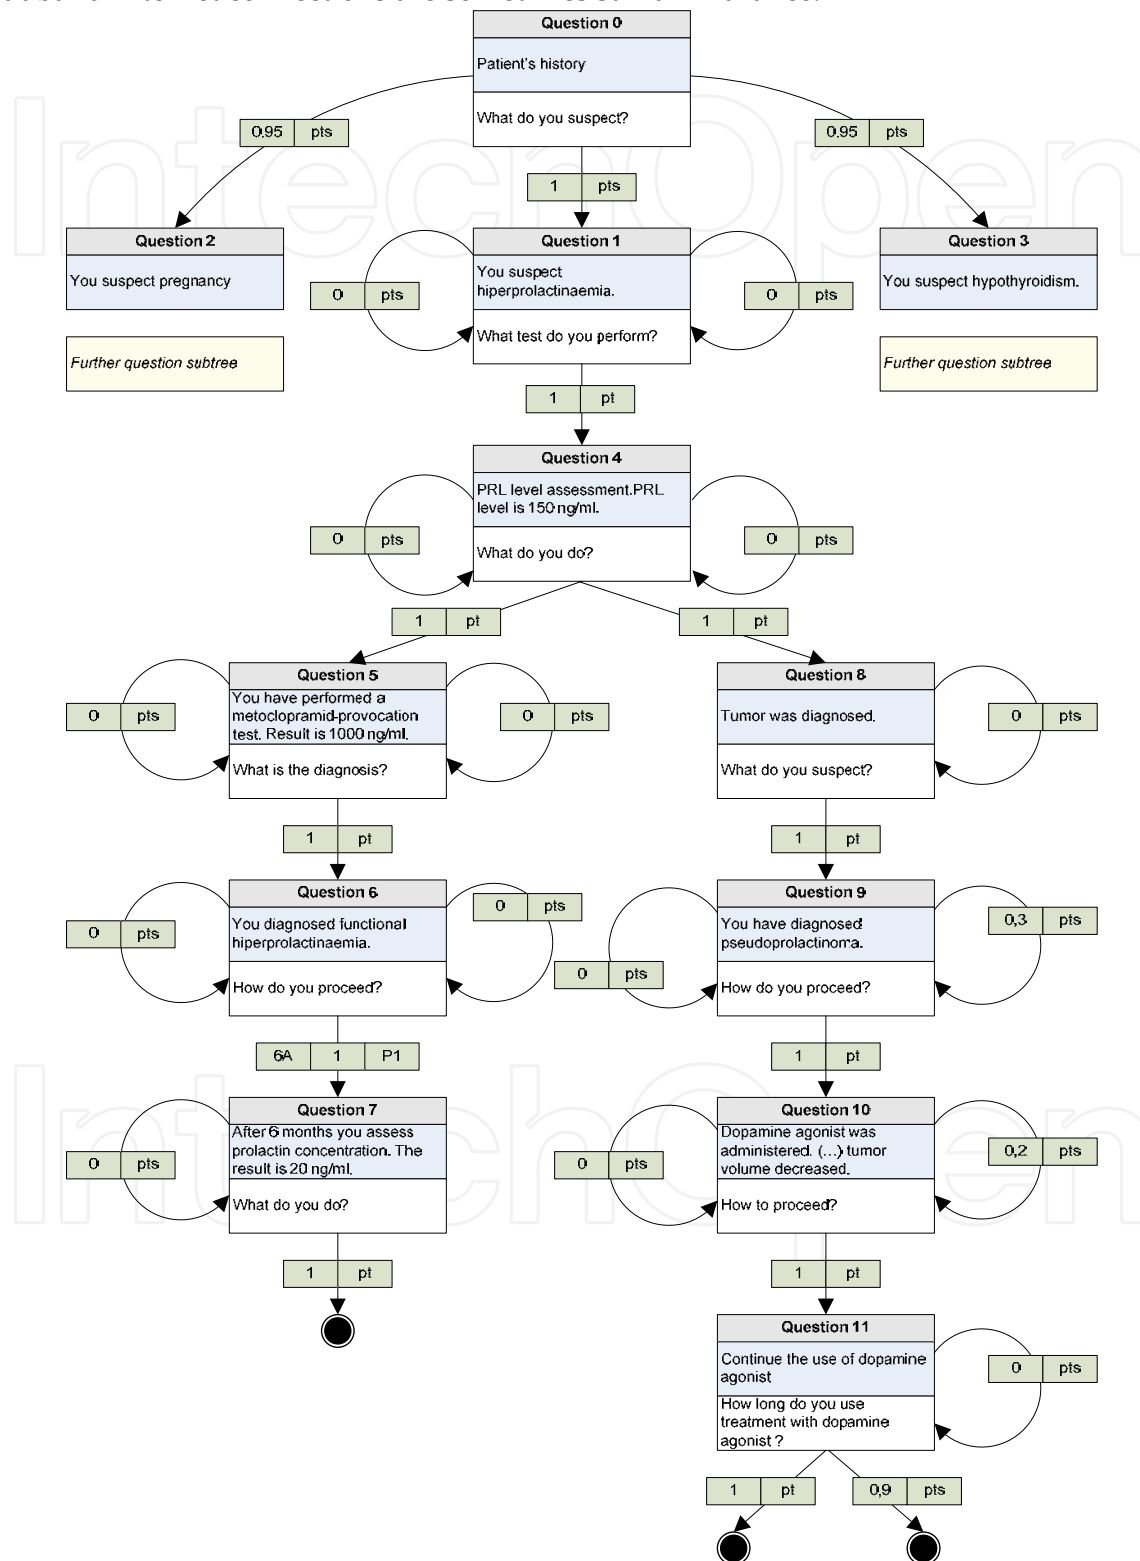 Question 0
Patient's history
What do you suspect?
0.95 pts
0.95 pts
1 pts
Question 2
You suspect pregnancy
Further question subtree
Question 1
You suspect
hiperprolactinaemia.
What test do you perform?
0 pts
0 pts
Question 3
You suspect hypothyroidism.
Further question subtree
1 pt
Question 4
PRL level assessment.PRL
level is 150 ng/ml.
What do you do?
0 pts
0 pts
1 pt
1 pt
Question 5
You have performed a
metoclopramid-provocation
test. Result is 1000 ng/ml.
What is the diagnosis?
0 pts
0 pts
Question 8
Tumor was diagnosed.
What do you suspect?
0 pts
1 pt
1 pt
Question 6
You diagnosed functional
hiperprolactinaemia.
How do you proceed?
0 pts
0 pts
Question 9
You have diagnosed
pseudoprolactinoma.
How do you proceed?
0 pts
0,3 pts
6A 1 P1
1 pt
Question 7
After 6 months you assess
prolactin concentration. The
result is 20 ng/ml.
What do you do?
0 pts
Question 10
Dopamine agonist was
administered. (...) tumor
volume decreased.
How to proceed?
0 pts
0,2 pts
1 pt
1 pt
Question 11
Continue the use of dopamine
agonist
How long do you use
treatment with dopamine
agonist ?
0 pts
1 pt
0,9 pts
IntechOpen
IntechOpen